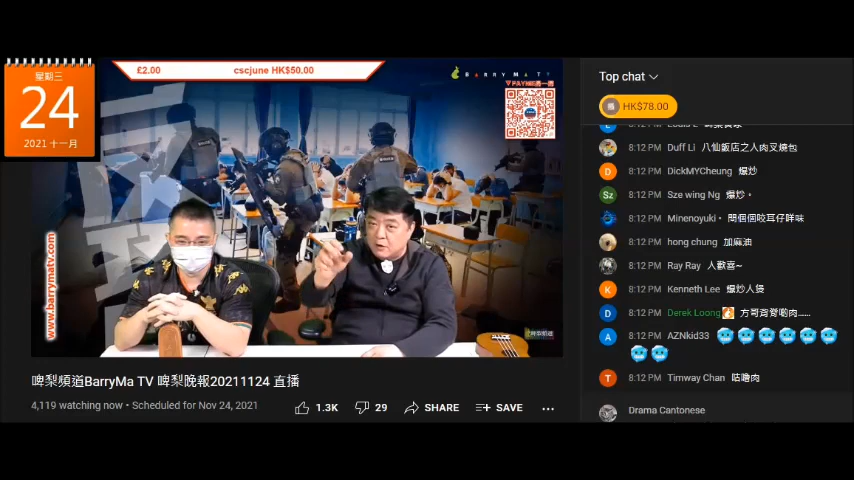 星期三
24
2021 十一月
£2.00
cscjune HK$50.00
BARRYMATV
www.barrymatv.com
啤梨頻道BarryMa TV 啤梨晚報20211124 直播
4,119 watching now • Scheduled for Nov 24, 2021
1.3K
29
SHARE
SAVE
Top chat
HK$78.00
8:12 PM Duff Li 八仙飯店之人肉叉燒包
8:12 PM DickMYCheung 爆炒
8:12 PM Sze wing Ng 爆炒，
8:12 PM Minenoyuki・ 問個個咬耳仔咩味
8:12 PM hong chung 加麻油
8:12 PM Ray Ray 人歡喜~
8:12 PM Kenneth Lee 爆炒人煲
8:12 PM Derek Loong 方哥齋聲啲肉......
8:12 PM AZNkid33
8:12 PM Timway Chan 咕嚕肉
Drama Cantonese